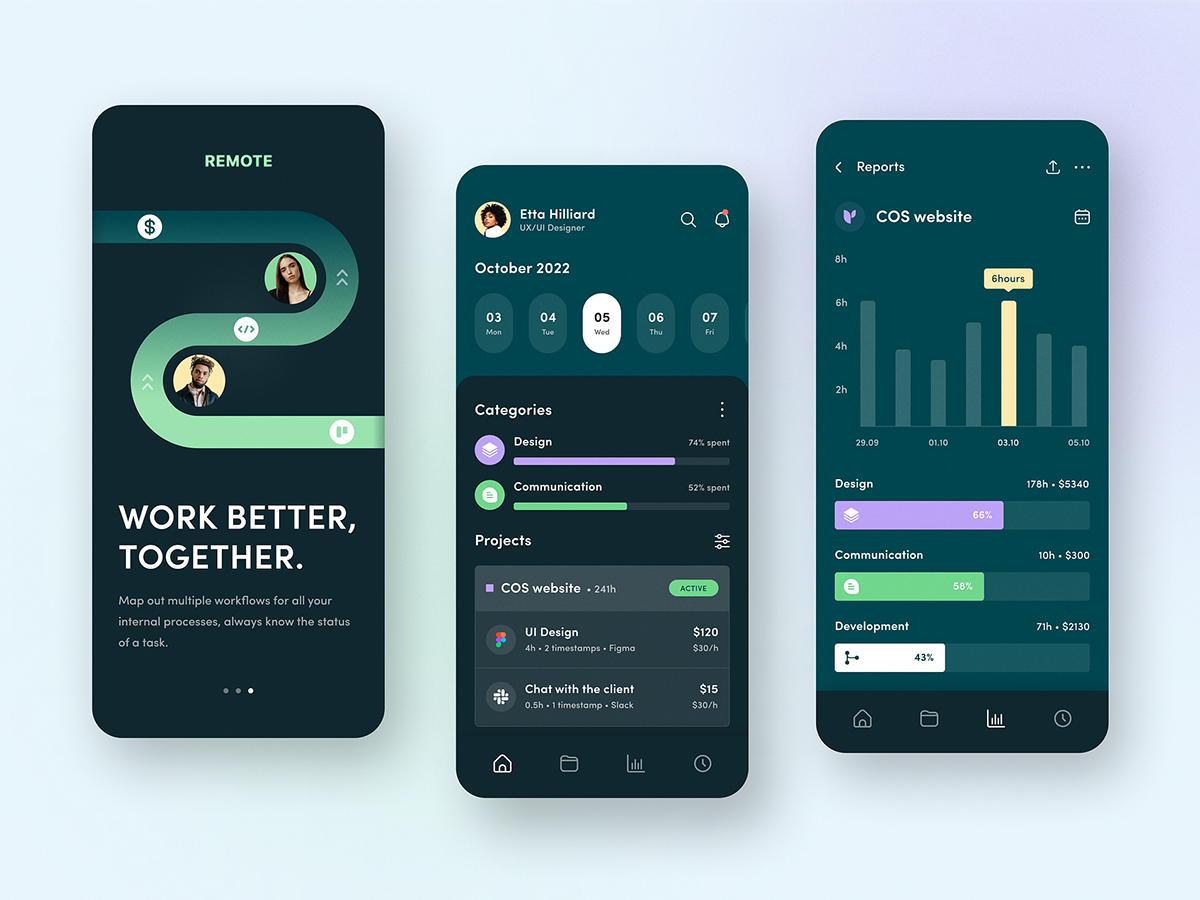 REMOTE
$
</>
WORK BETTER,
TOGETHER.
Map out multiple workflows for all your
internal processes, always know the status
of a task.
Etta Hilliard
UX/UI Designer
October 2022
03 04 05 06 07
Mon Tue Wed Thu Fri
Categories
Design 74% spent
Communication 52% spent
Projects
COS website • 241h ACTIVE
UI Design $120
4h • 2 timestamps • Figma $30/h
Chat with the client $15
0.5h • 1 timestamp • Slack $30/h
Reports
COS website
8h
6hours
6h
4h
2h
29.09 01.10 03.10 05.10
Design 178h • $5340
66%
Communication 10h • $300
58%
Development 71h • $2130
43%